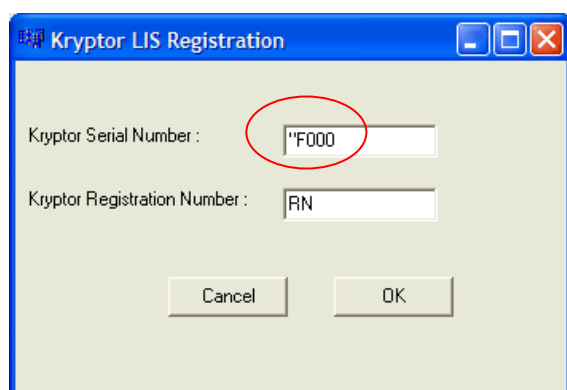 Kryptor LIS Registration
Kryptor Serial Number : "F000
Kryptor Registration Number : RN
Cancel OK